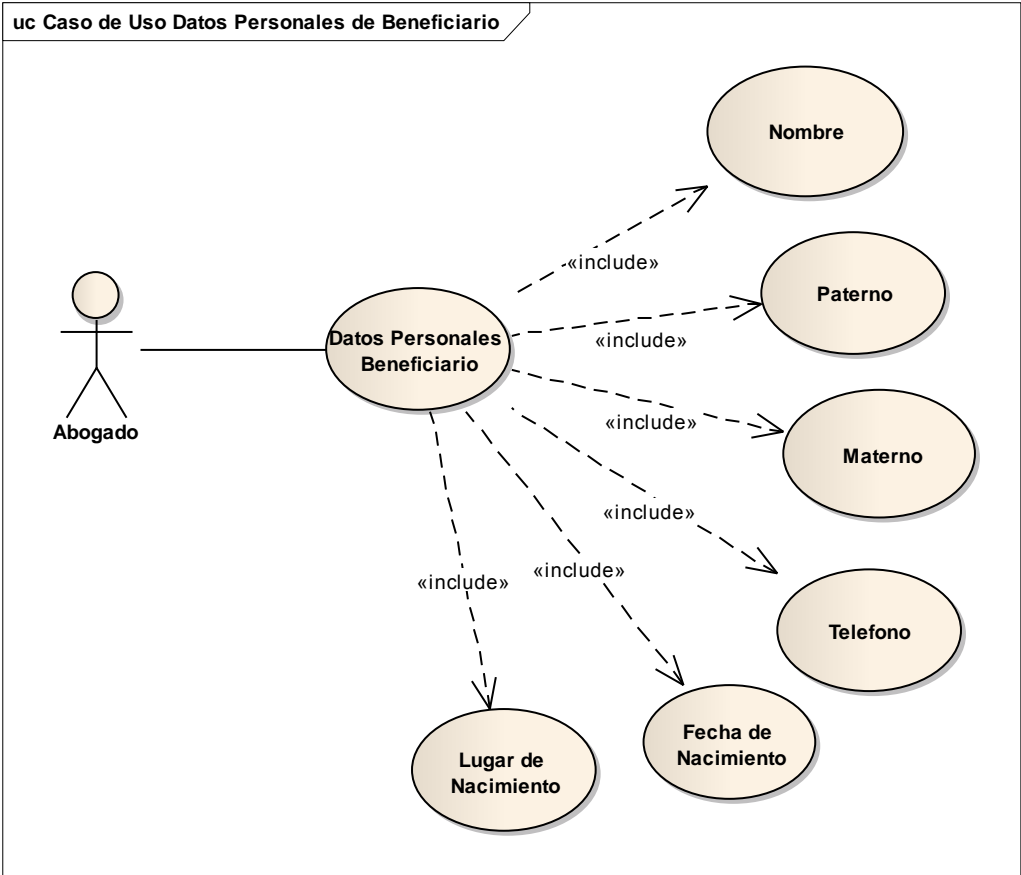 uc Caso de Uso Datos Personales de Beneficiario
Nombre
«include»
Paterno
«include»
Datos Personales
Beneficiario
Abogado
«include»
Materno
«include»
«include»
«include»
Telefono
Fecha de
Nacimiento
Lugar de
Nacimiento